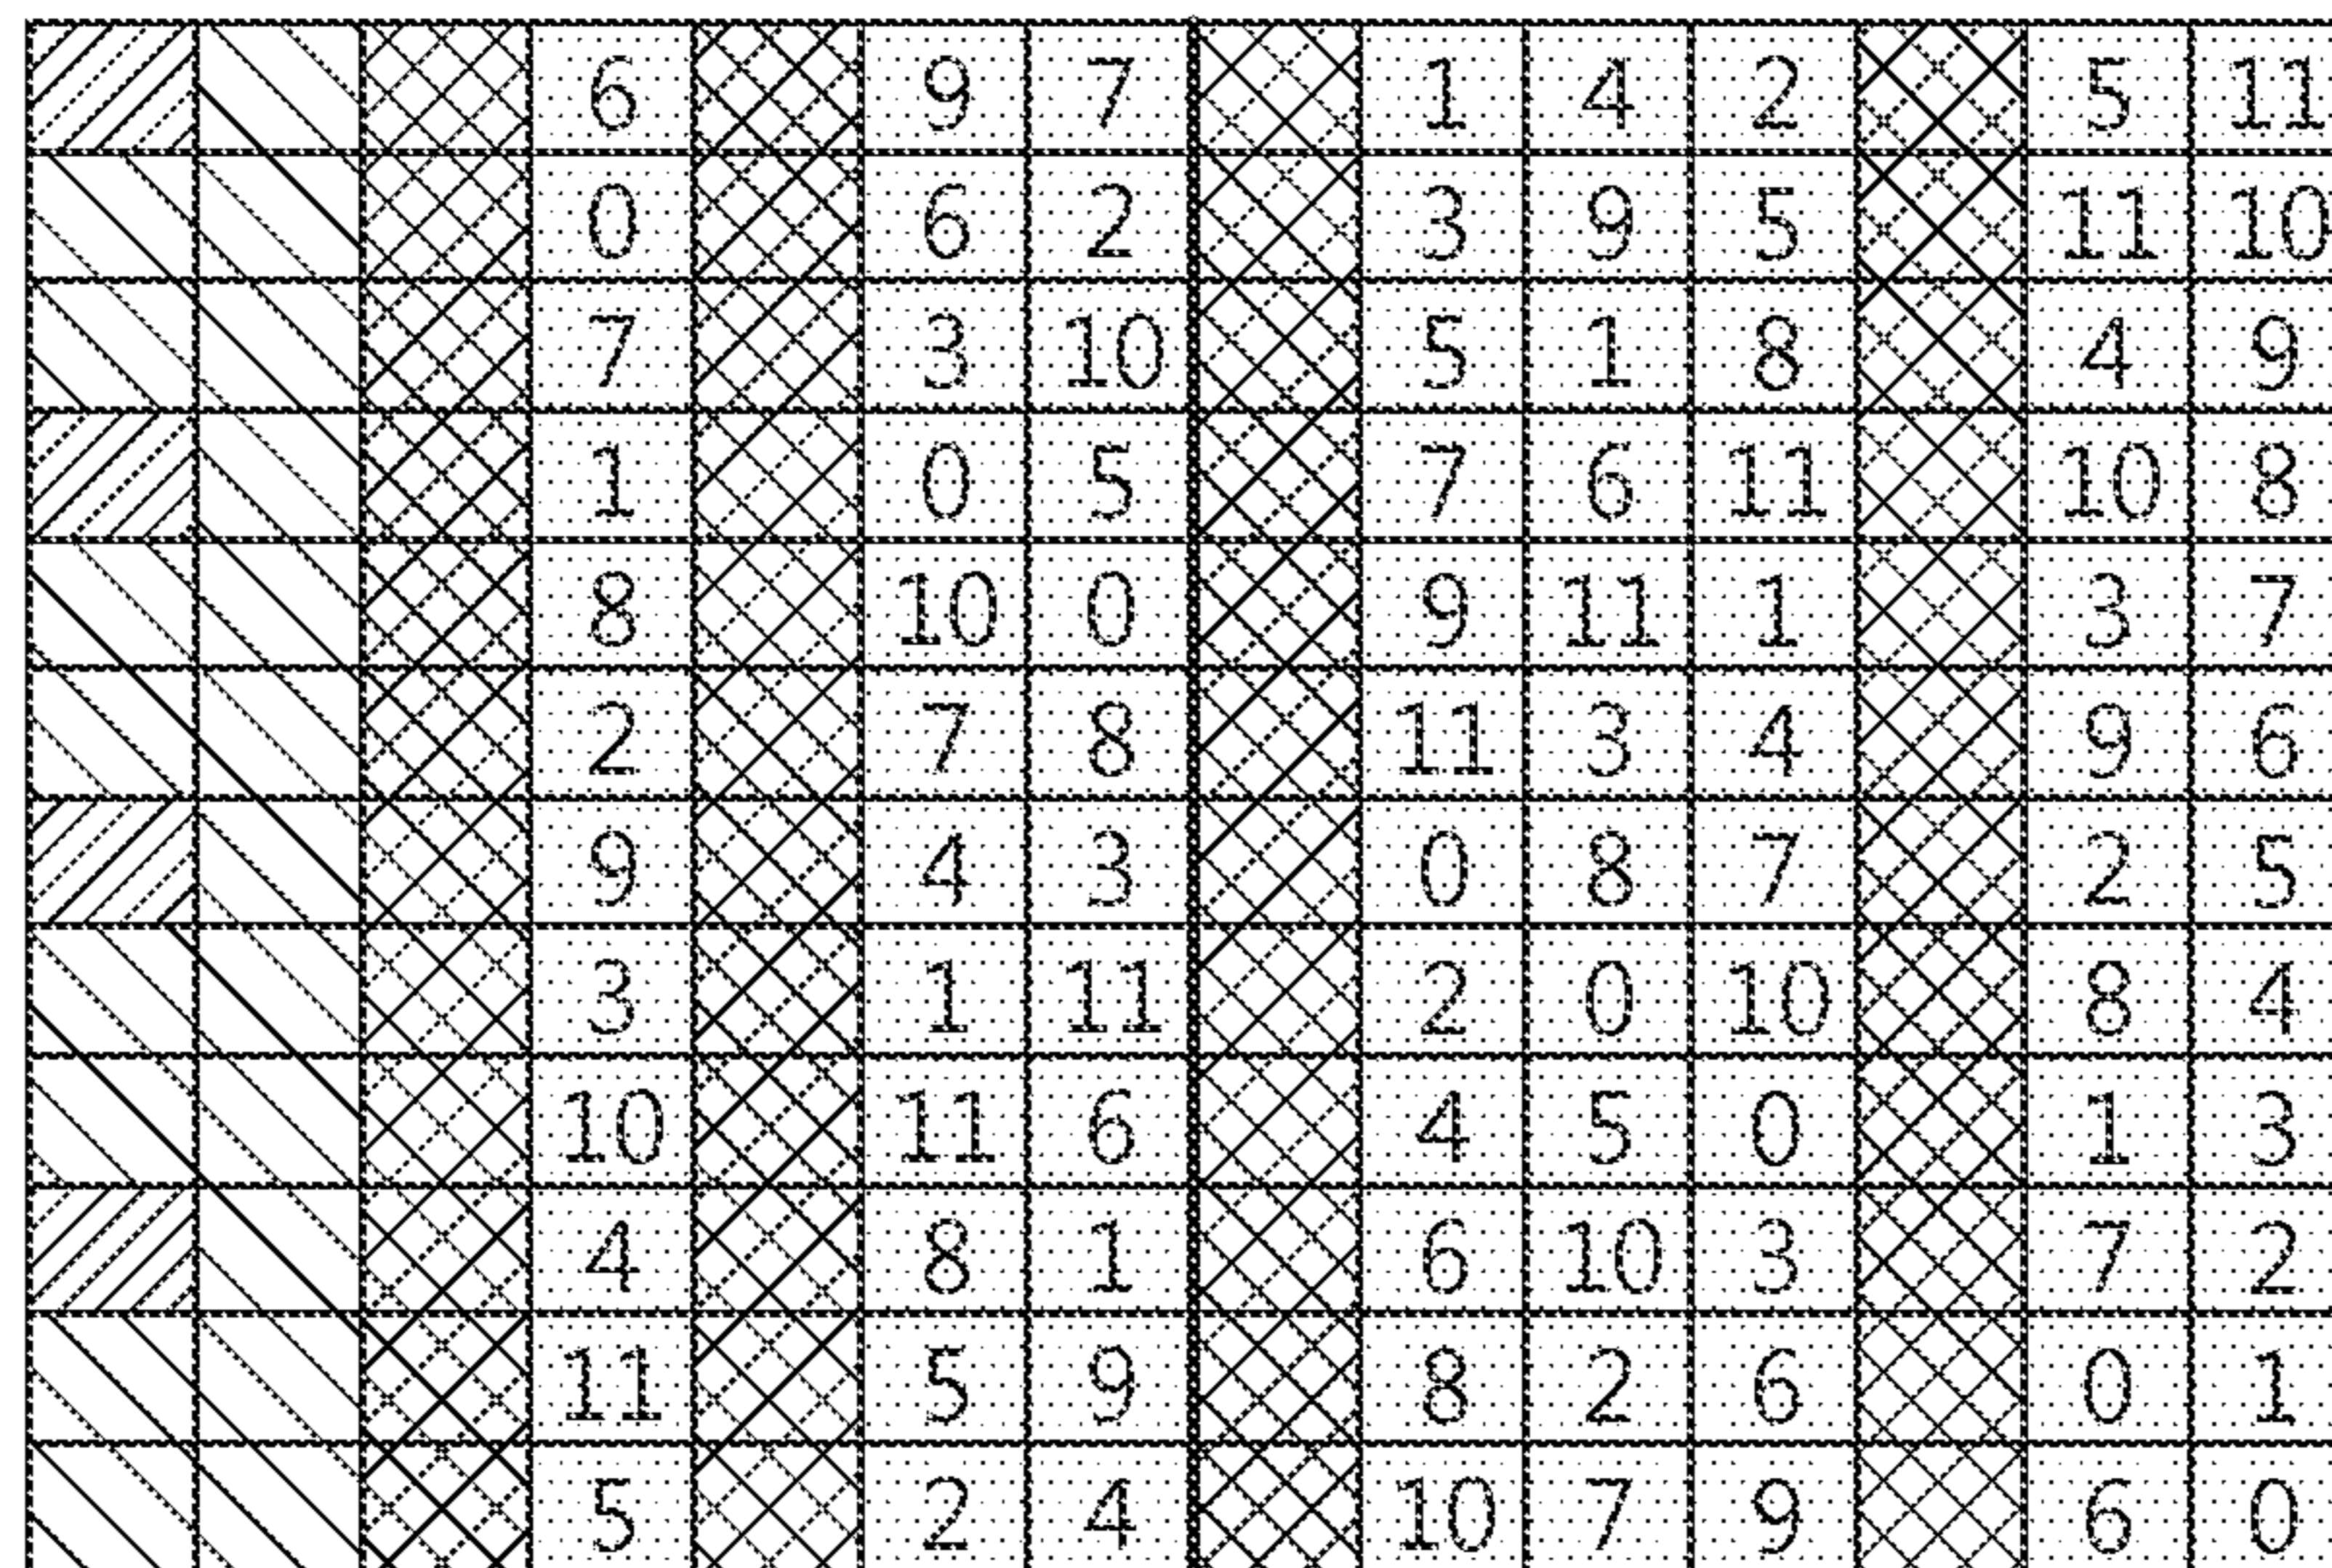 6 9 7 1 4 2 5 11
0 6 2 3 9 5 11 10
7 3 10 5 1 8 4 9
1 0 5 7 6 11 10 8
8 10 0 9 11 1 3 7
2 7 8 11 3 4 9 6
9 4 3 0 8 7 2 5
3 1 11 2 0 10 8 4
10 11 6 4 5 0 1 3
4 8 1 6 10 3 7 2
11 5 9 8 2 6 0 1
5 2 4 10 7 9 6 0